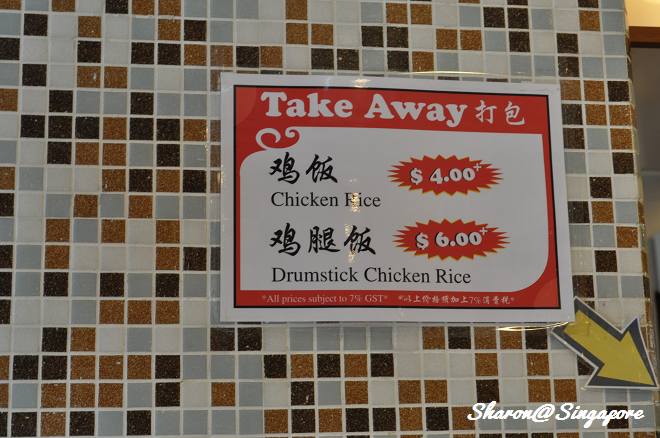 Take Away 打包
鸡饭 $ 4.00+
Chicken Rice
鸡腿饭 $ 6.00+
Drumstick Chicken Rice
*All prices subject to 7% GST* *以上价格须加上7%消费税*
Sharon@Singapore